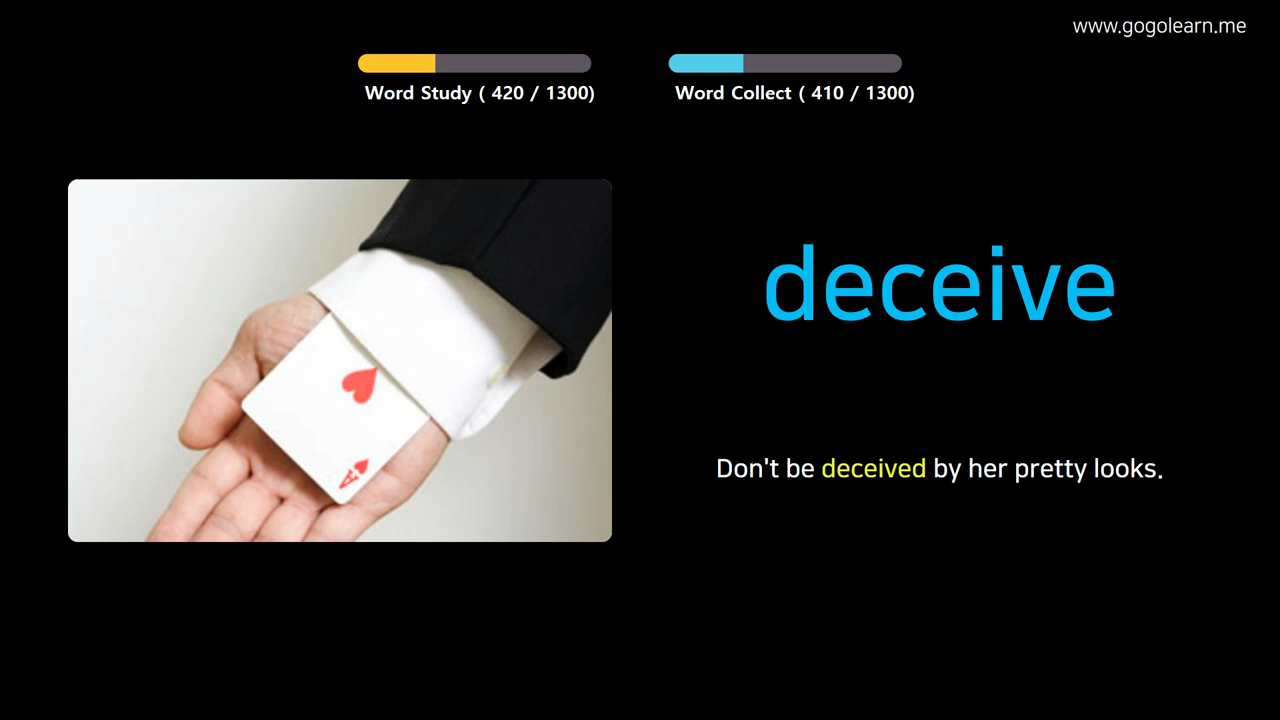 www.gogolearn.me
Word Study ( 420 / 1300)
Word Collect ( 410 / 1300)
deceive
A
Don't be deceived by her pretty looks.